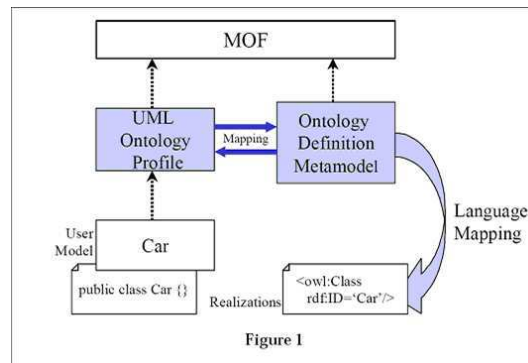 MOF
UML
Ontology
Profile
Mapping
Ontology
Definition
Metamodel
Language
Mapping
User
Model
Car
public class Car {}
Realizations
<owl:Class
rdf:ID=‘Car’/>
Figure 1